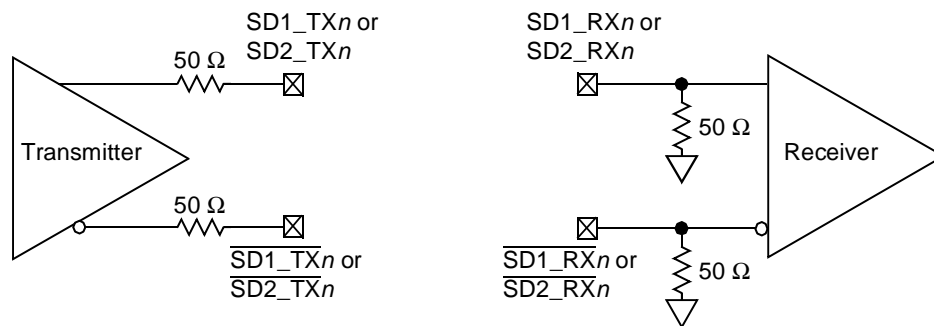 SD1_TXn or
SD2_TXn
50 Ω
Transmitter
50 Ω
SD1_TXn or
SD2_TXn
SD1_RXn or
SD2_RXn
50 Ω
Receiver
SD1_RXn or
SD2_RXn
50 Ω